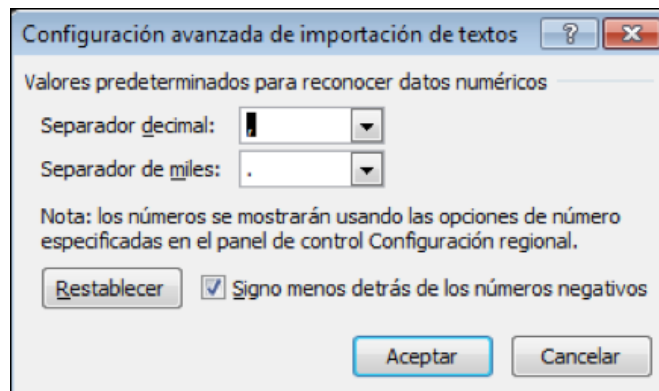 Configuración avanzada de importación de textos
Valores predeterminados para reconocer datos numéricos
Separador decimal: ,
Separador de miles: .
Nota: los números se mostrarán usando las opciones de número
especificadas en el panel de control Configuración regional.
Restablecer Signo menos detrás de los números negativos
Aceptar Cancelar